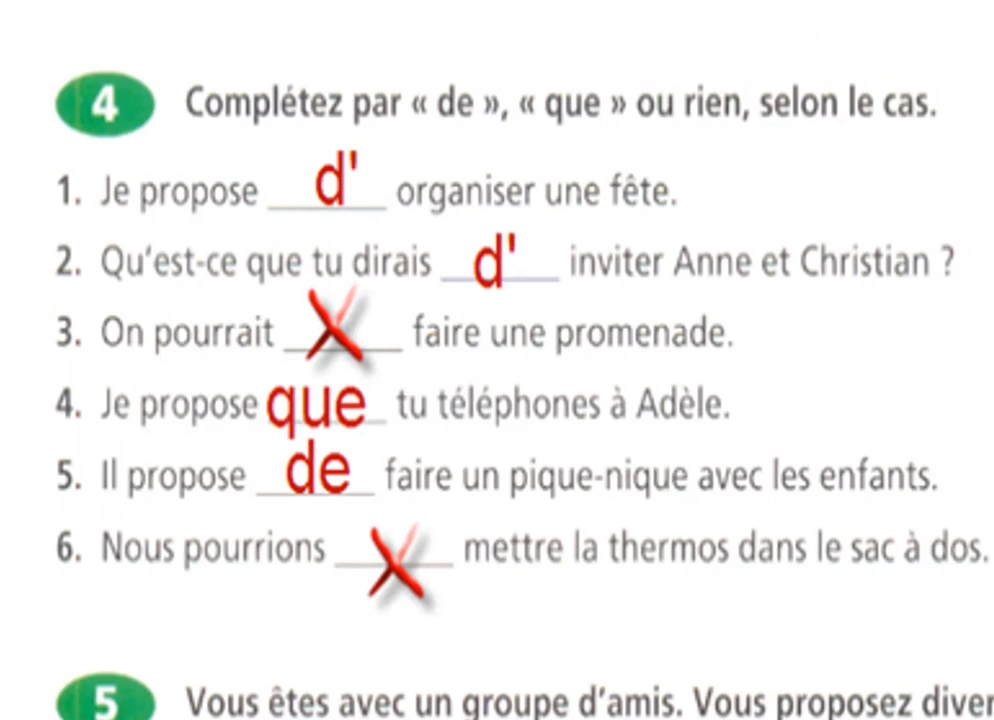 4 Complétez par « de », « que » ou rien, selon le cas.
1. Je propose d' organiser une fête.
2. Qu'est-ce que tu dirais d' inviter Anne et Christian ?
3. On pourrait X faire une promenade.
4. Je propose que tu téléphones à Adèle.
5. Il propose de faire un pique-nique avec les enfants.
6. Nous pourrions X mettre la thermos dans le sac à dos.
5 Vous êtes avec un groupe d'amis. Vous proposez diver